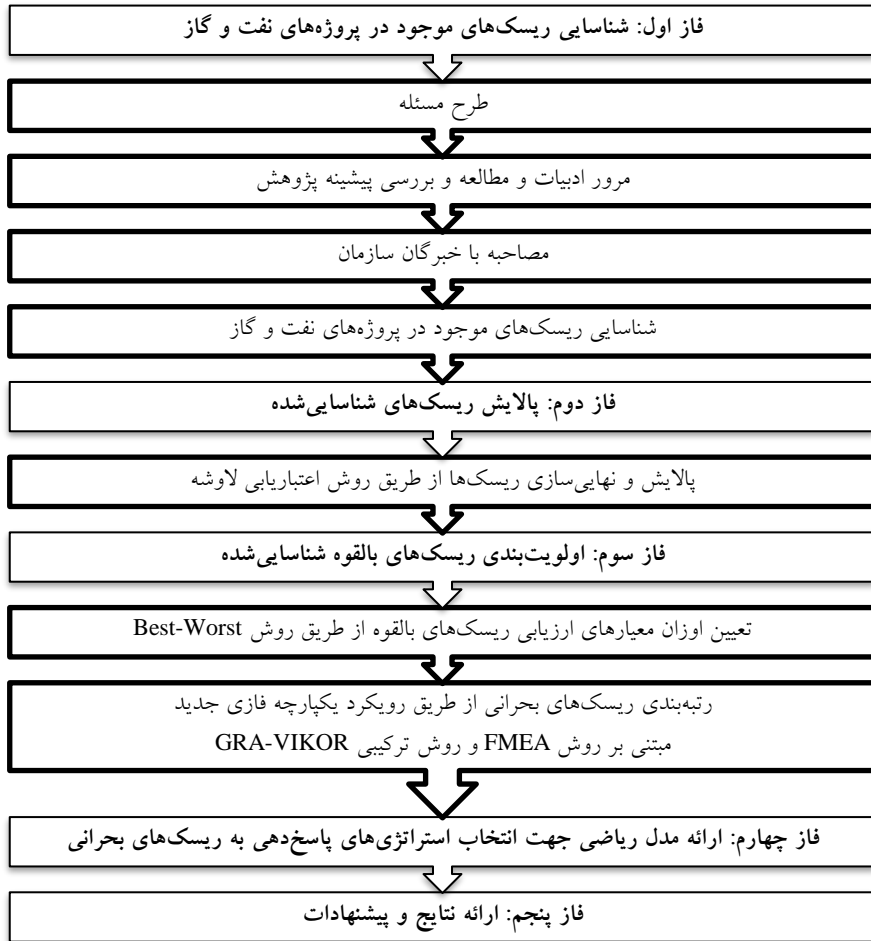 فاز اول: شناسایی ریسک‌های موجود در پروژه‌های نفت و گاز
طرح مسئله
مرور ادبیات و مطالعه و بررسی پیشینه پژوهش
مصاحبه با خبرگان سازمان
شناسایی ریسک‌های موجود در پروژه‌های نفت و گاز
فاز دوم: پالایش ریسک‌های شناسایی‌شده
پالایش و نهایی‌سازی ریسک‌ها از طریق روش اعتباریابی لاوشه
فاز سوم: اولویت‌بندی ریسک‌های بالقوه شناسایی‌شده
تعیین اوزان معیارهای ارزیابی ریسک‌های بالقوه از طریق روش Best-Worst
رتبه‌بندی ریسک‌های بحرانی از طریق رویکرد یکپارچه فازی جدید
مبتنی بر روش FMEA و روش ترکیبی GRA-VIKOR
فاز چهارم: ارائه مدل ریاضی جهت انتخاب استراتژی‌های پاسخ‌دهی به ریسک‌های بحرانی
فاز پنجم: ارائه نتایج و پیشنهادات